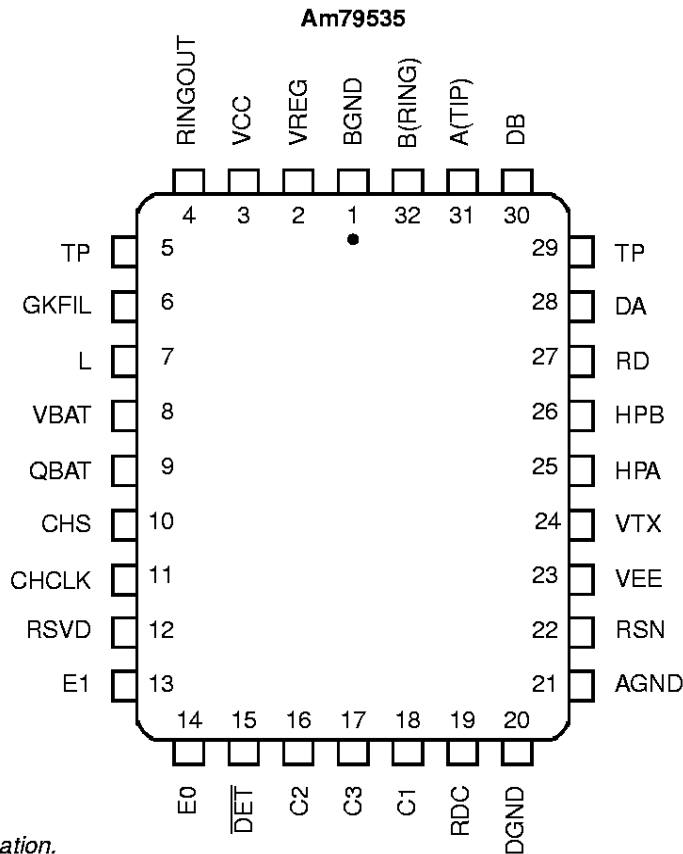 Am79535
RINGOUT VCC VREG BGND B(RING) A(TIP) DB
4 3 2 1 32 31 30
TP 5 29 TP
GKFIL 6 28 DA
L 7 27 RD
VBAT 8 26 HPB
QBAT 9 25 HPA
CHS 10 24 VTX
CHCLK 11 23 VEE
RSVD 12 22 RSN
E1 13 21 AGND
14 15 16 17 18 19 20
E0 DET C2 C3 C1 RDC DGND
ation.